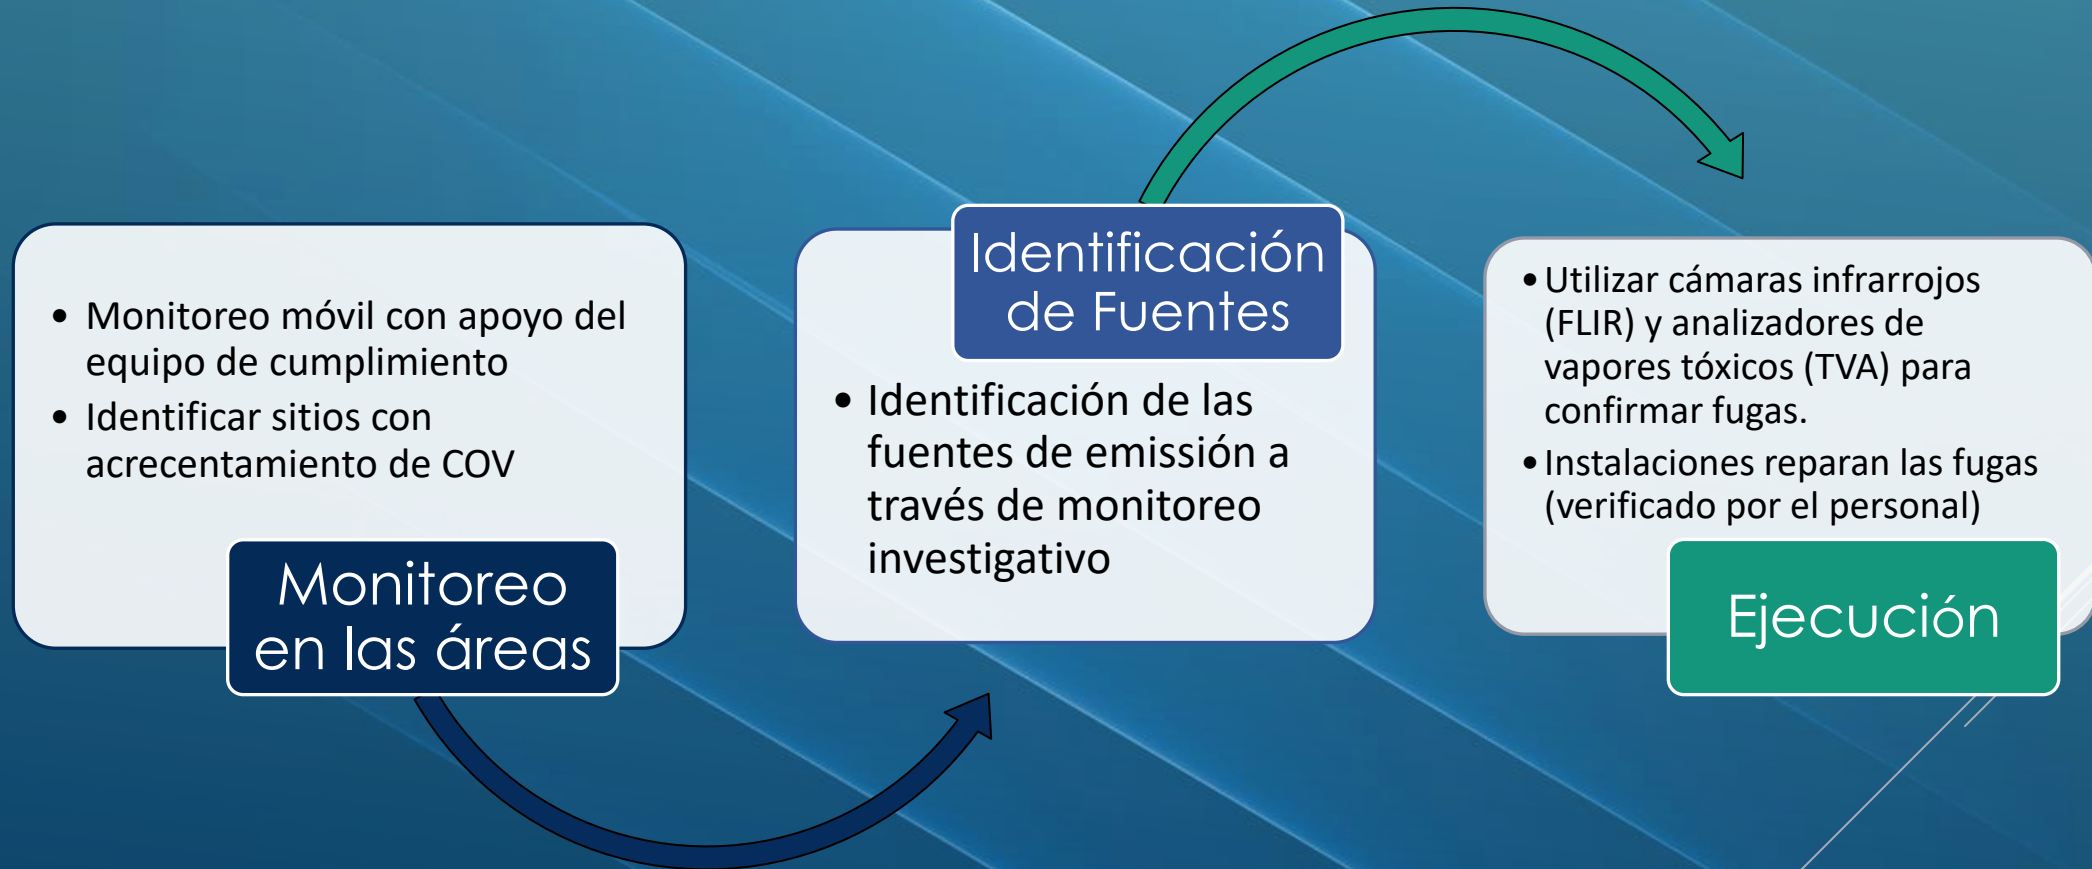 • Monitoreo móvil con apoyo del
equipo de cumplimiento
• Identificar sitios con
acrecentamiento de COV
Monitoreo
en las áreas
Identificación
de Fuentes
• Identificación de las
fuentes de emissión a
través de monitoreo
investigativo
• Utilizar cámaras infrarrojos
(FLIR) y analizadores de
vapores tóxicos (TVA) para
confirmar fugas.
• Instalaciones reparan las fugas
(verificado por el personal)
Ejecución